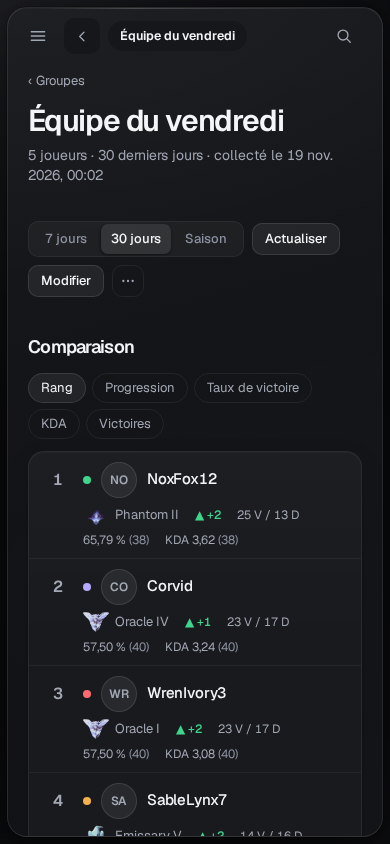 Équipe du vendredi
‹ Groupes
Équipe du vendredi
5 joueurs · 30 derniers jours · collecté le 19 nov.
2026, 00:02
7 jours 30 jours Saison Actualiser
Modifier ···
Comparaison
Rang Progression Taux de victoire
KDA Victoires
1 NO NoxFox12
Phantom II ▲ +2 25 V / 13 D
65,79 % (38) KDA 3,62 (38)
2 CO Corvid
Oracle IV ▲ +1 23 V / 17 D
57,50 % (40) KDA 3,24 (40)
3 WR WrenIvory3
Oracle I ▲ +2 23 V / 17 D
57,50 % (40) KDA 3,08 (40)
4 SA SableLynx7
Emissary V ▲ +2 14 V / 16 D